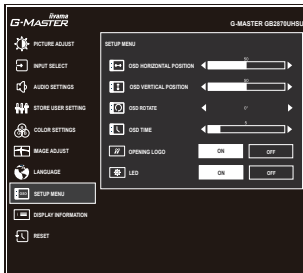 iiyama
G-MASTER
G-MASTER GB2870UHSU
PICTURE ADJUST
INPUT SELECT
AUDIO SETTINGS
STORE USER SETTING
COLOR SETTINGS
IMAGE ADJUST
LANGUAGE
OSD SETUP MENU
DISPLAY INFORMATION
RESET
SETUP MENU
OSD HORIZONTAL POSITION 50
OSD VERTICAL POSITION 50
OSD ROTATE 0°
OSD TIME 5
OPENING LOGO ON OFF
LED ON OFF